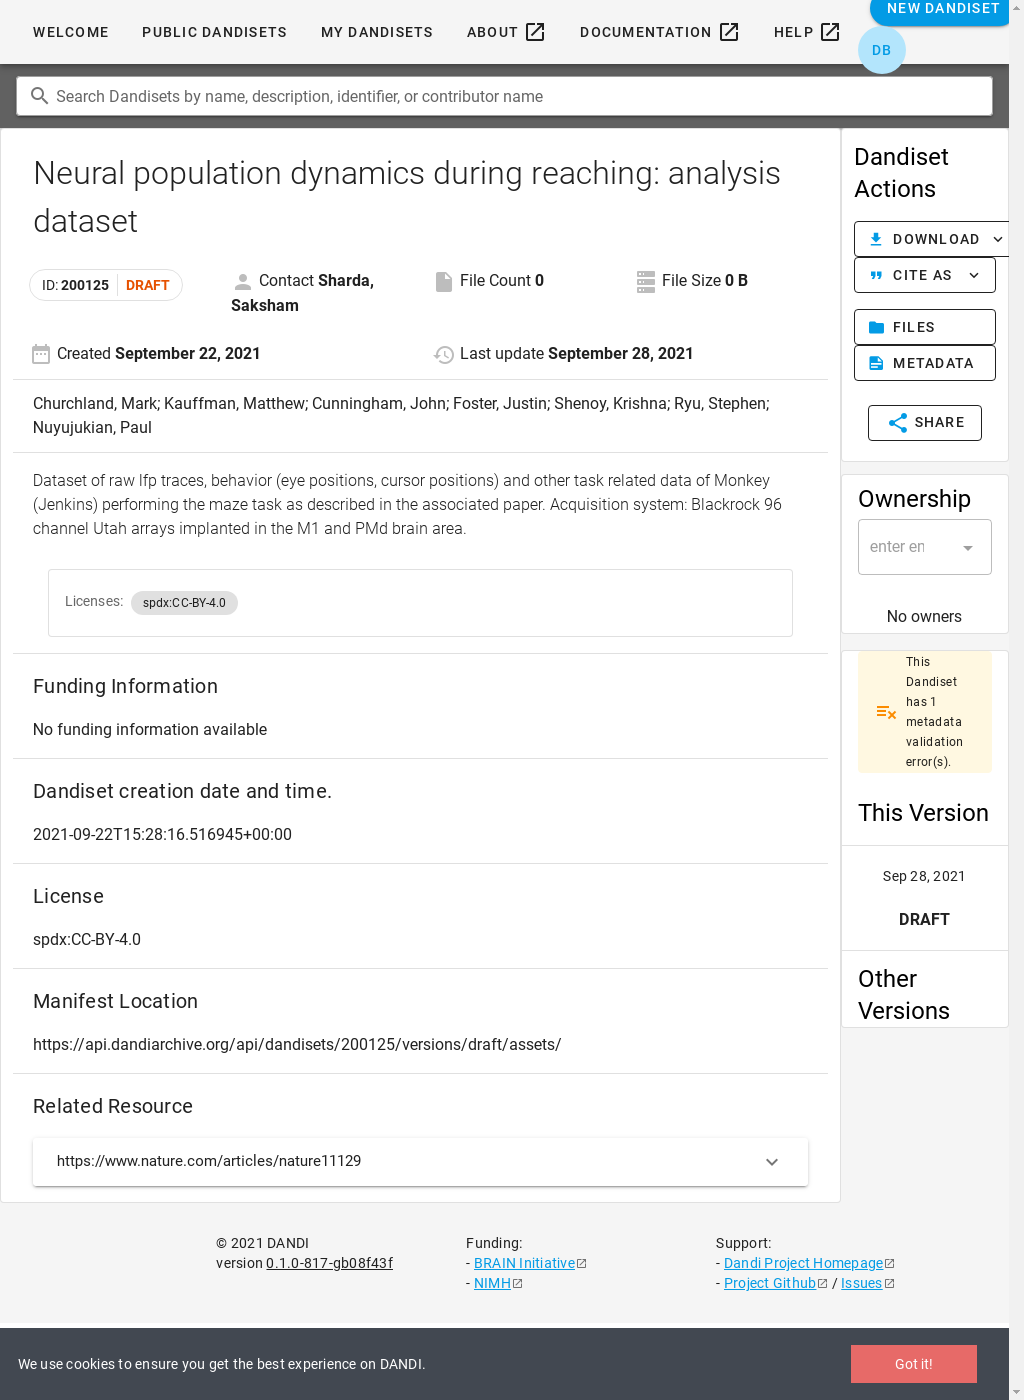 WELCOME PUBLIC DANDISETS MY DANDISETS ABOUT DOCUMENTATION HELP NEW DANDISET
DB
Search Dandisets by name, description, identifier, or contributor name
Neural population dynamics during reaching: analysis
dataset
ID: 200125 DRAFT
Contact Sharda,
Saksham
File Count 0
File Size 0 B
Created September 22, 2021
Last update September 28, 2021
Churchland, Mark; Kauffman, Matthew; Cunningham, John; Foster, Justin; Shenoy, Krishna; Ryu, Stephen;
Nuyujukian, Paul
Dataset of raw lfp traces, behavior (eye positions, cursor positions) and other task related data of Monkey
(Jenkins) performing the maze task as described in the associated paper. Acquisition system: Blackrock 96
channel Utah arrays implanted in the M1 and PMd brain area.
Licenses: spdx:CC-BY-4.0
Funding Information
No funding information available
Dandiset creation date and time.
2021-09-22T15:28:16.516945+00:00
License
spdx:CC-BY-4.0
Manifest Location
https://api.dandiarchive.org/api/dandisets/200125/versions/draft/assets/
Related Resource
https://www.nature.com/articles/nature11129
Dandiset
Actions
DOWNLOAD
CITE AS
FILES
METADATA
SHARE
Ownership
enter en
No owners
This
Dandiset
has 1
metadata
validation
error(s).
This Version
Sep 28, 2021
DRAFT
Other
Versions
© 2021 DANDI
version 0.1.0-817-gb08f43f
Funding:
- BRAIN Initiative
- NIMH
Support:
- Dandi Project Homepage
- Project Github / Issues
We use cookies to ensure you get the best experience on DANDI.
Got it!